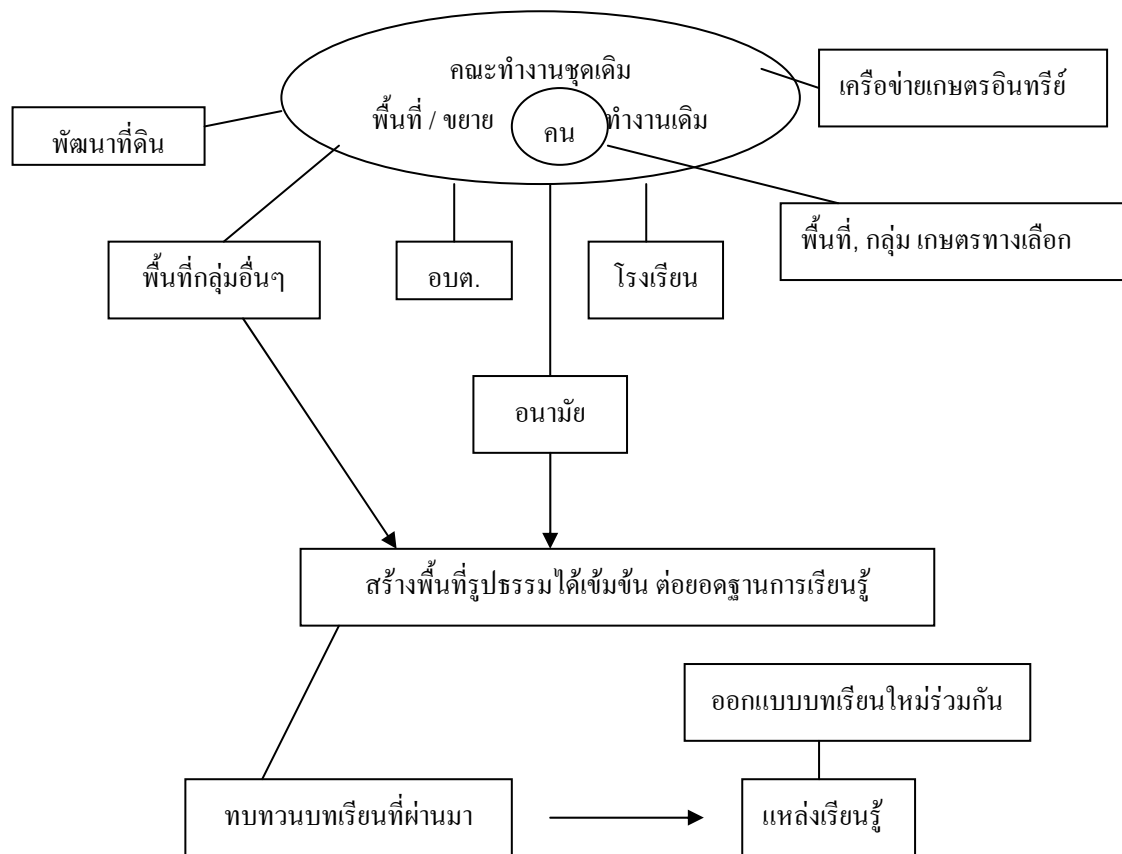 คณะทำงานชุดเดิม
เครือข่ายเกษตรอินทรีย์
พื้นที่ / ขยาย คน ทำงานเดิม
พัฒนาที่ดิน
พื้นที่, กลุ่ม เกษตรทางเลือก
พื้นที่กลุ่มอื่นๆ
อบต.
โรงเรียน
อนามัย
สร้างพื้นที่รูปธรรมได้เข้มข้น ต่อยอดฐานการเรียนรู้
ออกแบบบทเรียนใหม่ร่วมกัน
ทบทวนบทเรียนที่ผ่านมา
แหล่งเรียนรู้